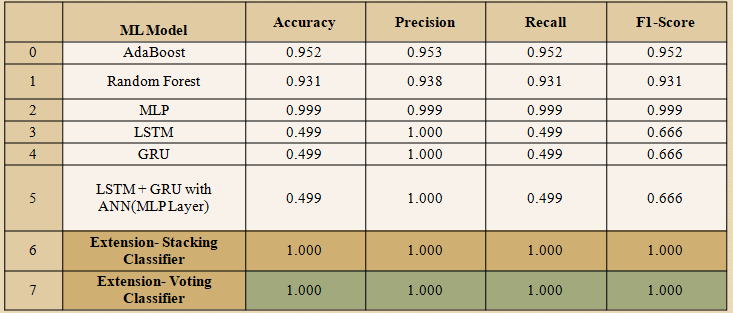 ML Model Accuracy Precision Recall F1-Score
0 AdaBoost 0.952 0.953 0.952 0.952
1 Random Forest 0.931 0.938 0.931 0.931
2 MLP 0.999 0.999 0.999 0.999
3 LSTM 0.499 1.000 0.499 0.666
4 GRU 0.499 1.000 0.499 0.666
5 LSTM + GRU with
ANN(MLP Layer) 0.499 1.000 0.499 0.666
6 Extension- Stacking
Classifier 1.000 1.000 1.000 1.000
7 Extension- Voting
Classifier 1.000 1.000 1.000 1.000